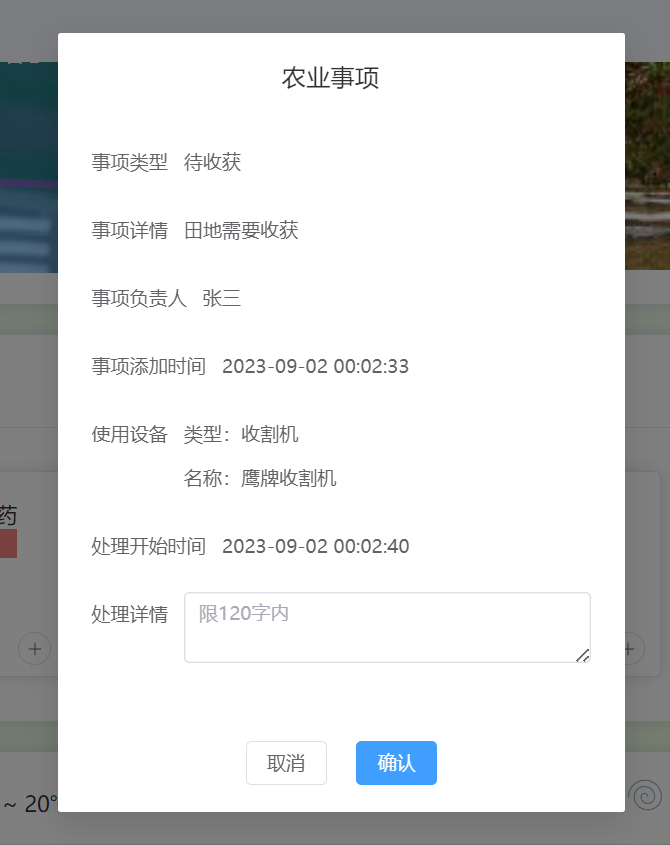 农业事项
事项类型 待收获
事项详情 田地需要收获
事项负责人 张三
事项添加时间 2023-09-02 00:02:33
使用设备 类型：收割机
名称：鹰牌收割机
处理开始时间 2023-09-02 00:02:40
药
处理详情 限120字内
取消 确认
~ 20°